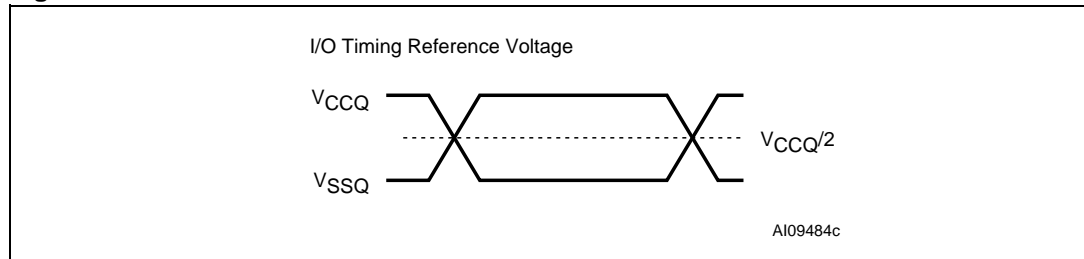 I/O Timing Reference Voltage
VCCQ
VCCQ/2
VSSQ
AI09484c